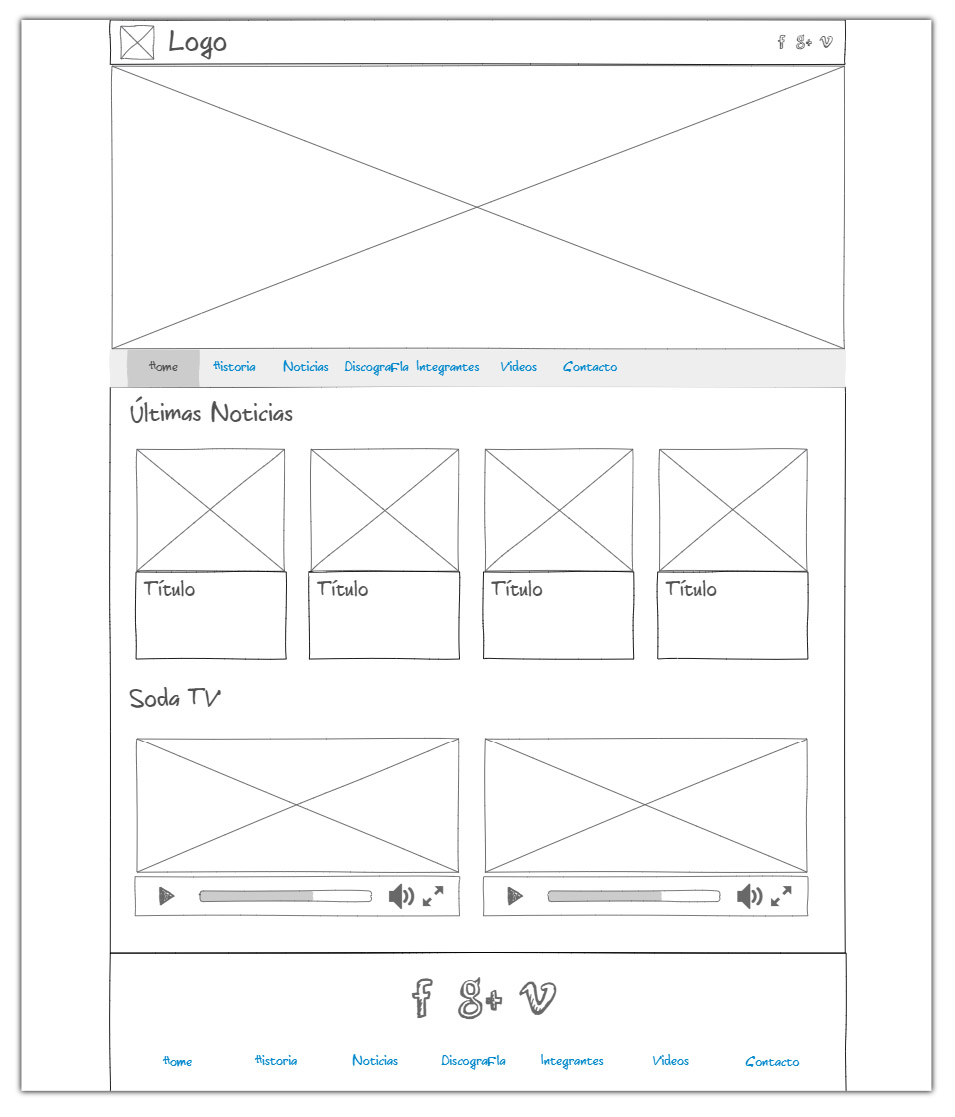 Logo f g+ v
Home Historia Noticias Discografía Integrantes Videos Contacto
Últimas Noticias
Título Título Título Título
Soda TV
f g+ v
Home Historia Noticias Discografía Integrantes Videos Contacto